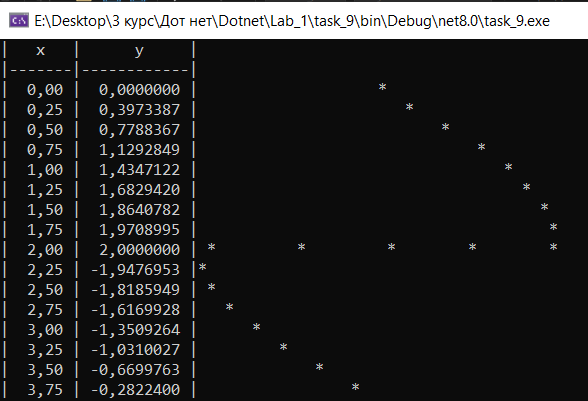 E:\Desktop\3 курс\Дот нет\Dotnet\Lab_1\task_9\bin\Debug\net8.0\task_9.exe
|   x   |      y     |
|-------|------------|
|  0,00 |  0,0000000 |                    *
|  0,25 |  0,3973387 |                       *
|  0,50 |  0,7788367 |                           *
|  0,75 |  1,1292849 |                               *
|  1,00 |  1,4347122 |                                  *
|  1,25 |  1,6829420 |                                    *
|  1,50 |  1,8640782 |                                      *
|  1,75 |  1,9708995 |                                       *
|  2,00 |  2,0000000 | *         *         *        *        *
|  2,25 | -1,9476953 |*
|  2,50 | -1,8185949 | *
|  2,75 | -1,6169928 |   *
|  3,00 | -1,3509264 |      *
|  3,25 | -1,0310027 |         *
|  3,50 | -0,6699763 |             *
|  3,75 | -0,2822400 |                 *